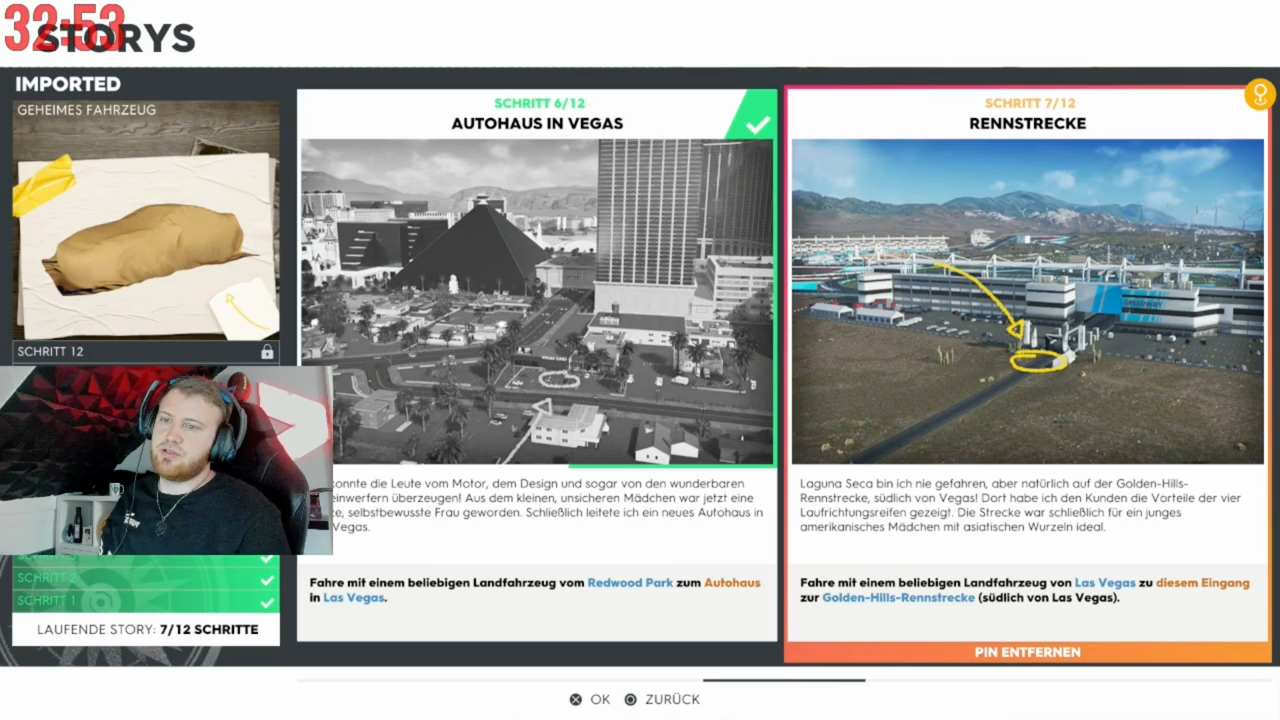 32:53
STORYS
IMPORTED
GEHEIMES FAHRZEUG
SCHRITT 12
SCHRITT 2
SCHRITT 1
LAUFENDE STORY: 7/12 SCHRITTE
SCHRITT 6/12
AUTOHAUS IN VEGAS
onnte die Leute vom Motor, dem Design und sogar von den wunderbaren
einwerfern überzeugen! Aus dem kleinen, unsicheren Mädchen war jetzt eine
selbstbewusste Frau geworden. Schließlich leitete ich ein neues Autohaus in
Vegas.
Fahre mit einem beliebigen Landfahrzeug vom Redwood Park zum Autohaus
in Las Vegas.
SCHRITT 7/12
RENNSTRECKE
SPEEDWAY
Laguna Seca bin ich nie gefahren, aber natürlich auf der Golden-Hills-
Rennstrecke, südlich von Vegas! Dort habe ich den Kunden die Vorteile der vier
Laufrichtungsreifen gezeigt. Die Strecke war schließlich für ein junges
amerikanisches Mädchen mit asiatischen Wurzeln ideal.
Fahre mit einem beliebigen Landfahrzeug von Las Vegas zu diesem Eingang
zur Golden-Hills-Rennstrecke (südlich von Las Vegas).
PIN ENTFERNEN
OK
ZURÜCK